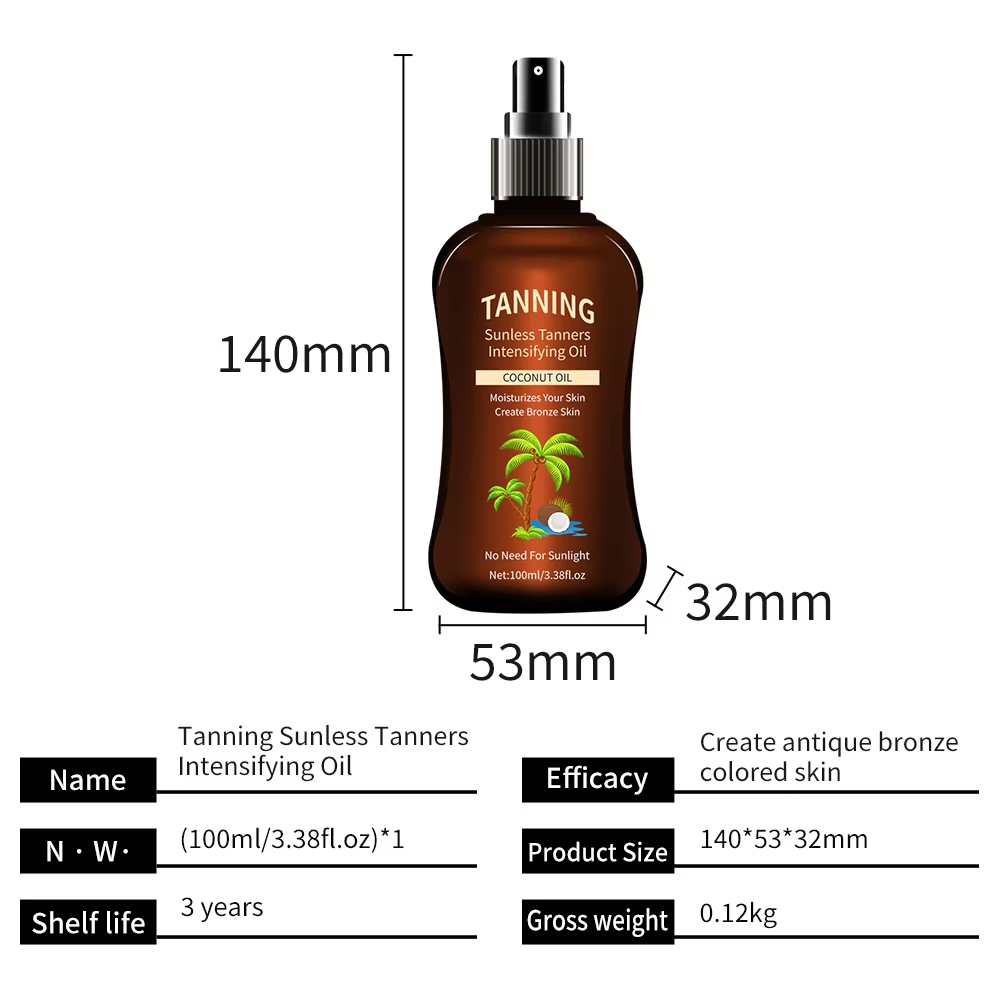 140mm
TANNING
Sunless Tanners
Intensifying Oil
COCONUT OIL
Moisturizes Your Skin
Create Bronze Skin
No Need For Sunlight
Net:100ml/3.38fl.oz
32mm
53mm
Name
Tanning Sunless Tanners
Intensifying Oil
Efficacy
Create antique bronze
colored skin
N · W·
(100ml/3.38fl.oz)*1
Product Size
140*53*32mm
Shelf life
3 years
Gross weight
0.12kg